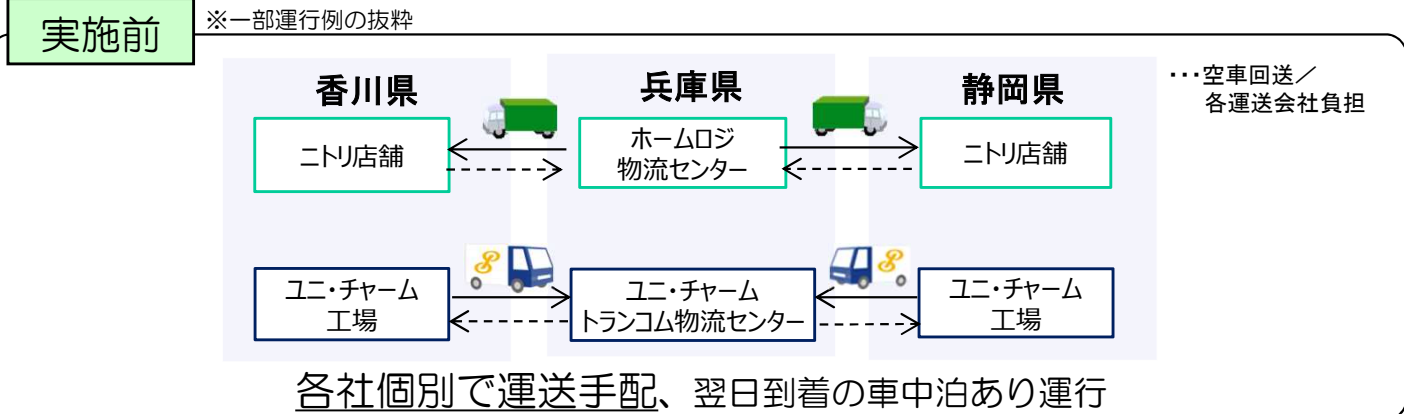 実施前
※一部運行例の抜粋
香川県
兵庫県
静岡県
･･･空車回送／
各運送会社負担
ニトリ店舗
ホームロジ
物流センター
ニトリ店舗
ユニ・チャーム
工場
ユニ・チャーム
トランコム物流センター
ユニ・チャーム
工場
各社個別で運送手配、翌日到着の車中泊あり運行